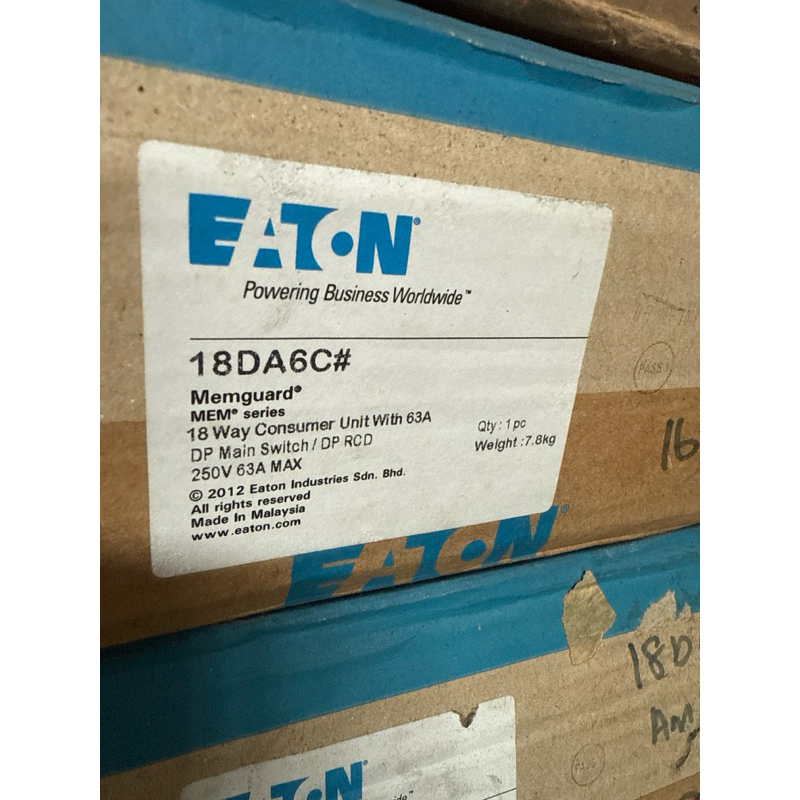 EATON®
Powering Business Worldwide™
18DA6C#
Memguard®
MEM® series
18 Way Consumer Unit With 63A
DP Main Switch / DP RCD
250V 63A MAX
Qty : 1 pc
Weight : 7.8kg
© 2012 Eaton Industries Sdn. Bhd.
All rights reserved
Made In Malaysia
www.eaton.com
PASS
16
EATON®
18D
Am
EATON